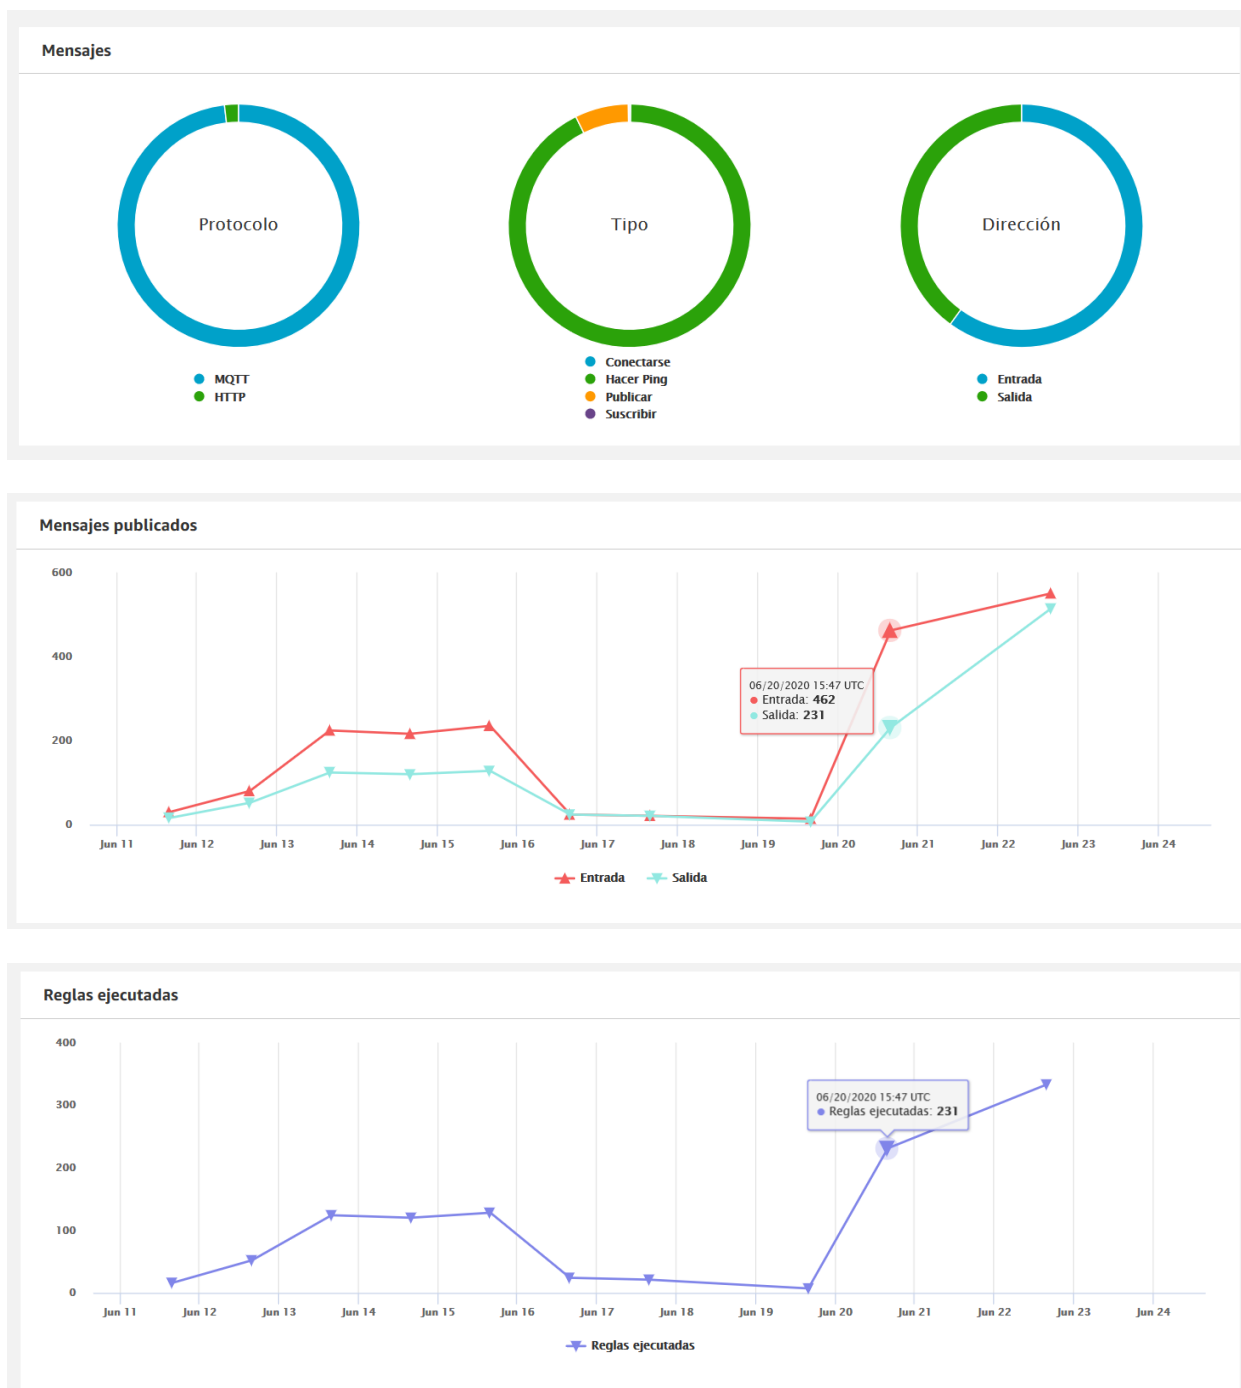 Mensajes
Protocolo
Tipo
Dirección
MQTT
HTTP
Conectarse
Hacer Ping
Publicar
Suscribir
Entrada
Salida
Mensajes publicados
600
400
200
0
06/20/2020 15:47 UTC
Entrada: 462
Salida: 231
Jun 11 Jun 12 Jun 13 Jun 14 Jun 15 Jun 16 Jun 17 Jun 18 Jun 19 Jun 20 Jun 21 Jun 22 Jun 23 Jun 24
Entrada Salida
Reglas ejecutadas
400
300
200
100
0
06/20/2020 15:47 UTC
Reglas ejecutadas: 231
Jun 11 Jun 12 Jun 13 Jun 14 Jun 15 Jun 16 Jun 17 Jun 18 Jun 19 Jun 20 Jun 21 Jun 22 Jun 23 Jun 24
Reglas ejecutadas